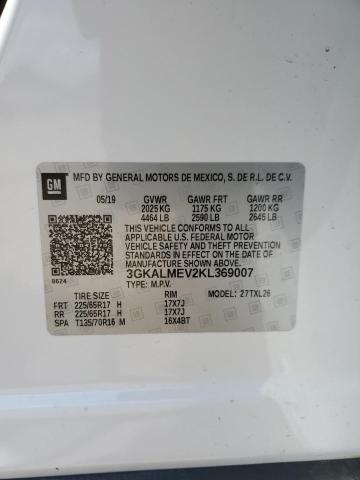 GM
MFD BY GENERAL MOTORS DE MEXICO, S. DE R.L. DE C.V.
05/19 GVWR GAWR FRT GAWR RR
2025 KG 1175 KG 1200 KG
4464 LB 2590 LB 2645 LB
THIS VEHICLE CONFORMS TO ALL
APPLICABLE U.S. FEDERAL MOTOR
VEHICLE SAFETY AND THEFT PREVENTION
STANDARDS IN EFFECT ON THE DATE OF
MANUFACTURE SHOWN ABOVE.
8624 3GKALMEV2KL369007
TYPE: M.P.V.
TIRE SIZE RIM MODEL: 27TXL26
FRT 225/65R17 H 17X7J
RR 225/65R17 H 17X7J
SPA T135/70R16 M 16X4BT